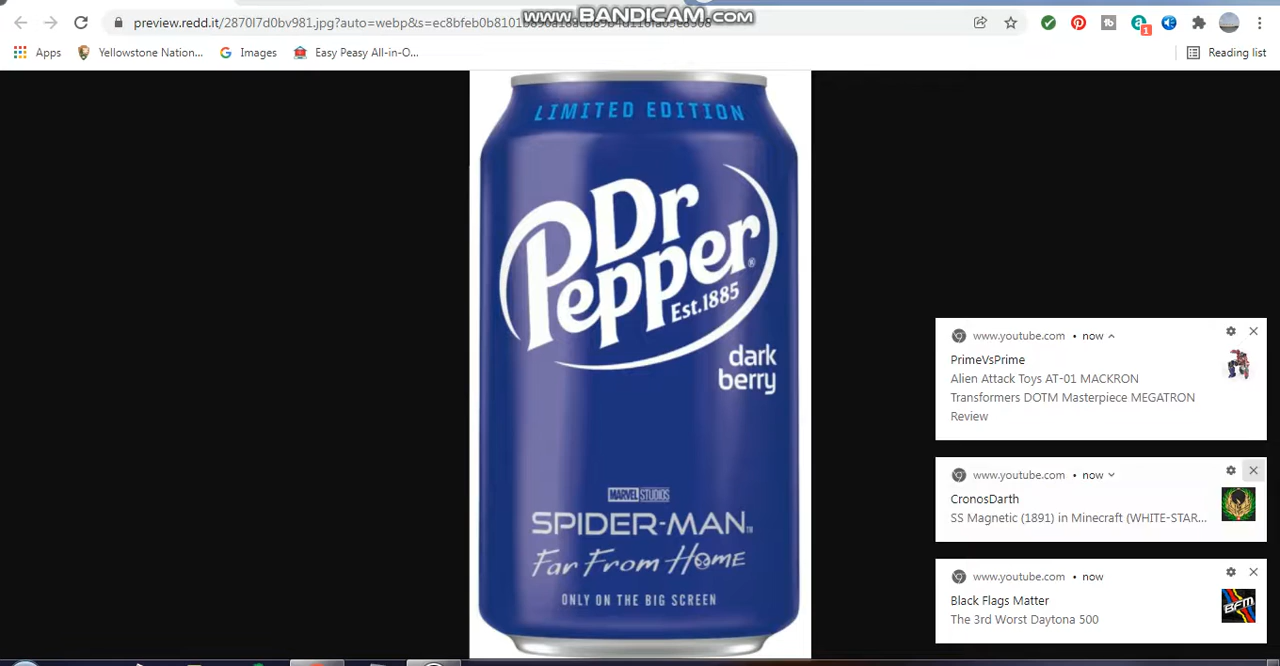 www.BANDICAM.com
preview.redd.it/2870l7d0bv981.jpg?auto=webp&s=ec8bfeb0b8101
Apps
Yellowstone Nation...
Images
Easy Peasy All-in-O...
Reading list
1
LIMITED EDITION
Dr
Pepper®
Est.1885
dark
berry
MARVEL STUDIOS
SPIDER-MAN™
Far From Home
ONLY ON THE BIG SCREEN
www.youtube.com • now
PrimeVsPrime
Alien Attack Toys AT-01 MACKRON
Transformers DOTM Masterpiece MEGATRON
Review
www.youtube.com • now
CronosDarth
SS Magnetic (1891) in Minecraft (WHITE-STAR...
www.youtube.com • now
Black Flags Matter
The 3rd Worst Daytona 500
BFM